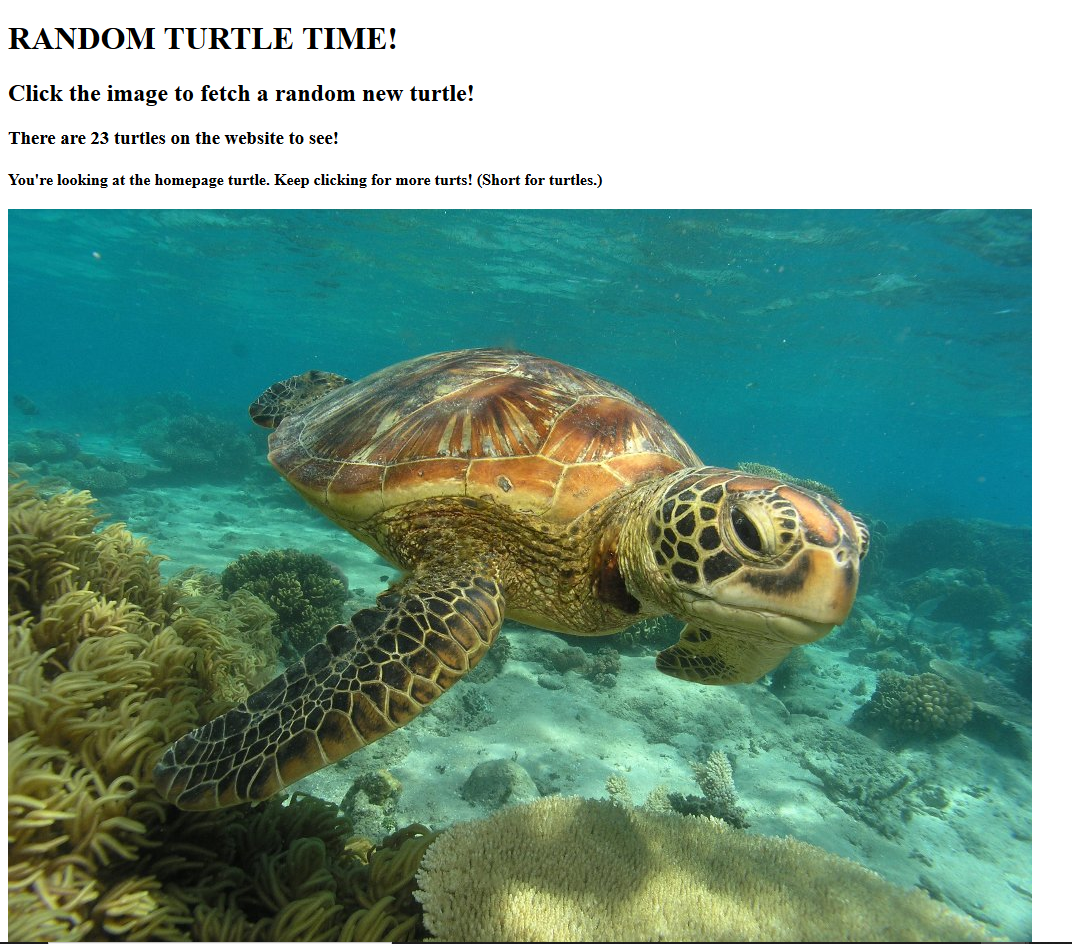 RANDOM TURTLE TIME!
Click the image to fetch a random new turtle!
There are 23 turtles on the website to see!
You're looking at the homepage turtle. Keep clicking for more turts! (Short for turtles.)